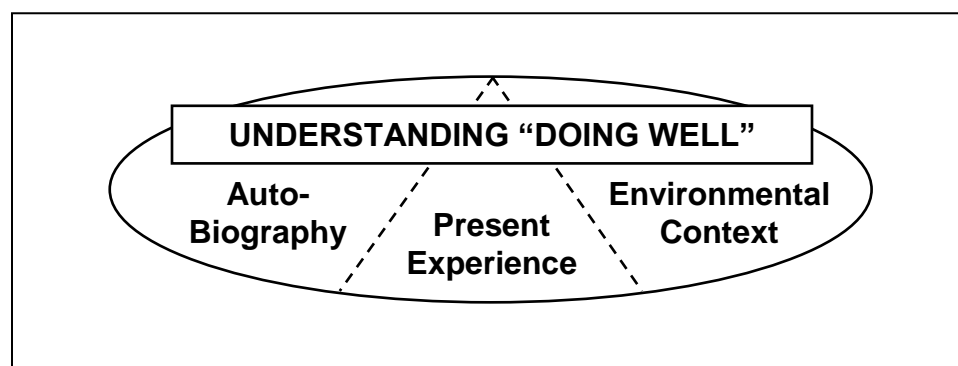 UNDERSTANDING “DOING WELL”
Auto-
Biography
Present
Experience
Environmental
Context